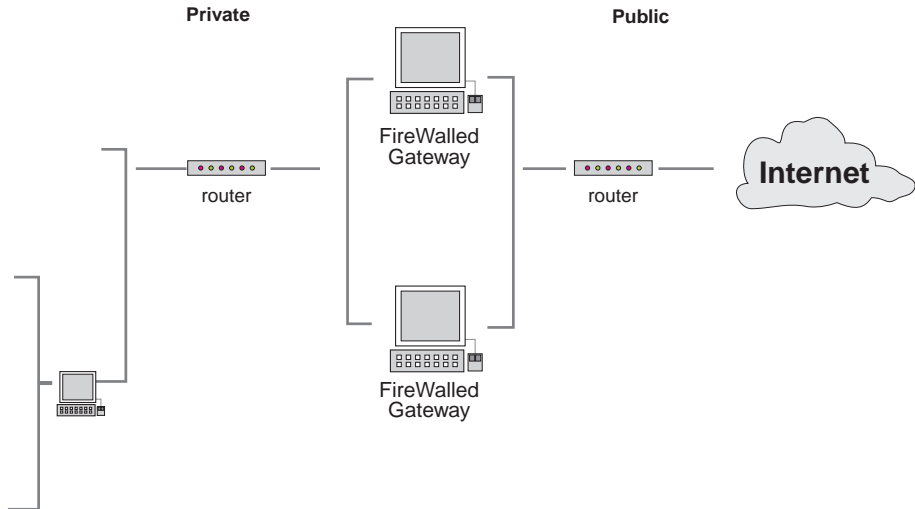 Private
Public
FireWalled
Gateway
router
router
Internet
FireWalled
Gateway